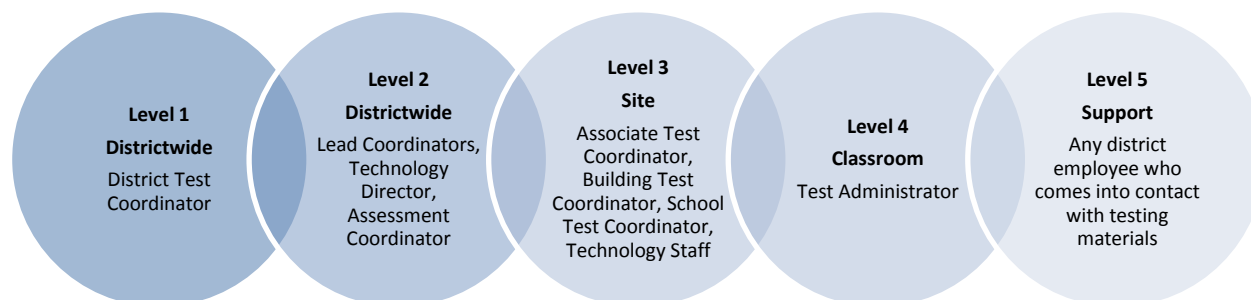 Level 1
Districtwide
District Test
Coordinator
Level 2
Districtwide
Lead Coordinators,
Technology
Director,
Assessment
Coordinator
Level 3
Site
Associate Test
Coordinator,
Building Test
Coordinator, School
Test Coordinator,
Technology Staff
Level 4
Classroom
Test Administrator
Level 5
Support
Any district
employee who
comes into contact
with testing
materials